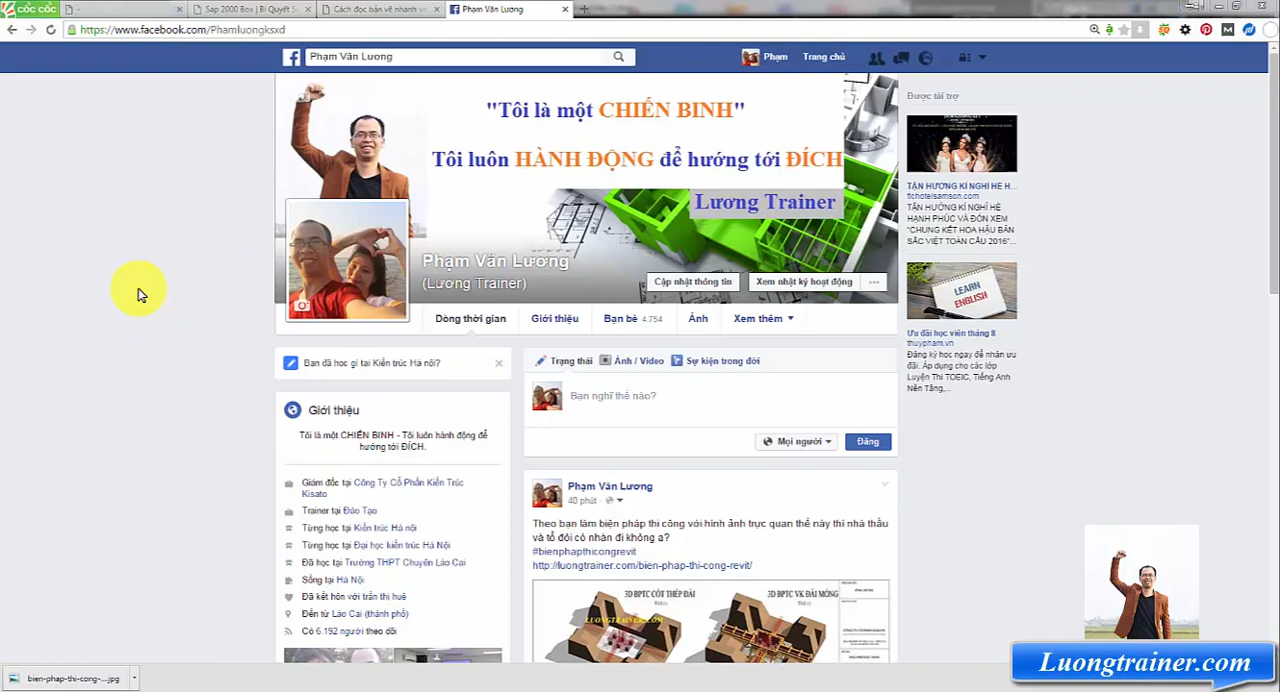 cốc cốc
Sap 2000 Box | Bí Quyết S
Cách đọc bản vẽ nhanh v
Phạm Văn Lương
https://www.facebook.com/Phamluongksxd
Phạm Văn Lương
Phạm
Trang chủ
"Tôi là một CHIẾN BINH"
Tôi luôn HÀNH ĐỘNG để hướng tới ĐÍCH
Lương Trainer
Phạm Văn Lương
(Lương Trainer)
Cập nhật thông tin
Xem nhật ký hoạt động
Dòng thời gian
Giới thiệu
Bạn bè 4.754
Ảnh
Xem thêm
Được tài trợ
TẬN HƯỞNG KÌ NGHỈ HÈ H...
flchotelsamson.com
TẬN HƯỞNG KÌ NGHỈ HÈ
HẠNH PHÚC VÀ ĐÓN XEM
"CHUNG KẾT HOA HẬU BẢN
SẮC VIỆT TOÀN CẦU 2016"...
LEARN
ENGLISH
Ưu đãi học viên tháng 8
thuypham.vn
Đăng ký học ngay để nhận ưu
đãi. Áp dụng cho các lớp
Luyện Thi TOEIC, Tiếng Anh
Nền Tảng,...
Bạn đã học gì tại Kiến trúc Hà nội?
Giới thiệu
Tôi là một CHIẾN BINH - Tôi luôn hành động để
hướng tới ĐÍCH.
Giám đốc tại Công Ty Cổ Phần Kiến Trúc
Kisato
Trainer tại Đào Tạo
Từng học tại Kiến trúc Hà nội
Từng học tại Đại học kiến trúc Hà Nội
Đã học tại Trường THPT Chuyên Lào Cai
Sống tại Hà Nội
Đã kết hôn với trần thị huê
Đến từ Lào Cai (thành phố)
Có 6.192 người theo dõi
Trạng thái
Ảnh / Video
Sự kiện trong đời
Bạn nghĩ thế nào?
Mọi người
Đăng
Phạm Văn Lương
40 phút
Theo bạn làm biện pháp thi công với hình ảnh trực quan thế này thì nhà thầu
và tổ đội có nhàn đi không ạ?
#bienphapthicongrevit
http://luongtrainer.com/bien-phap-thi-cong-revit/
3D BPTC CỐT THÉP ĐÀI
3D BPTC VK ĐÀI MÓNG
LUONGTRAINER.COM
bien-phap-thi-cong-....jpg
Luongtrainer.com